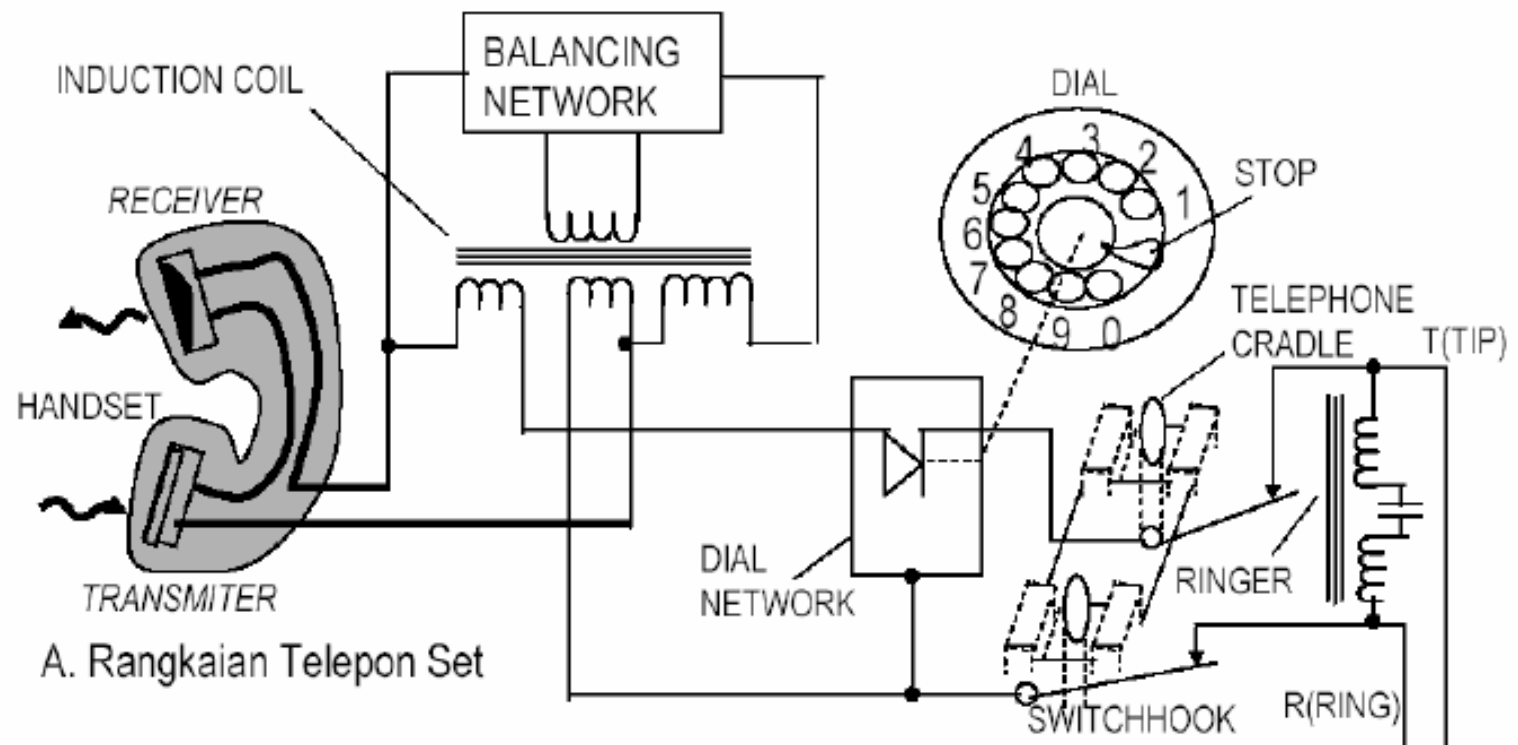 BALANCING
NETWORK
INDUCTION COIL
DIAL
RECEIVER
STOP
1
2
3
4
5
6
7
8
9
0
TELEPHONE
CRADLE
T(TIP)
HANDSET
DIAL
NETWORK
RINGER
TRANSMITER
A. Rangkaian Telepon Set
SWITCHHOOK
R(RING)